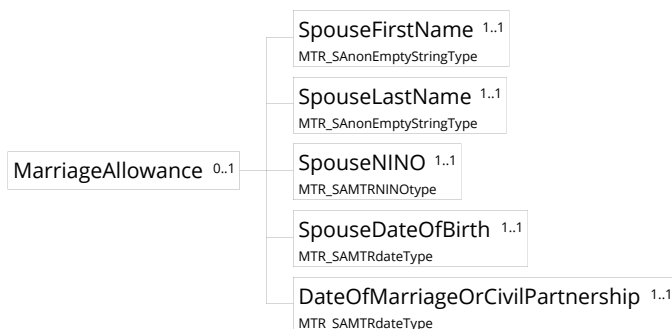 SpouseFirstName 1..1
MTR_SAnonEmptyStringType
SpouseLastName 1..1
MTR_SAnonEmptyStringType
MarriageAllowance 0..1
SpouseNINO 1..1
MTR_SAMTRNINOtype
SpouseDateOfBirth 1..1
MTR_SAMTRdateType
DateOfMarriageOrCivilPartnership 1..1
MTR_SAMTRdateType